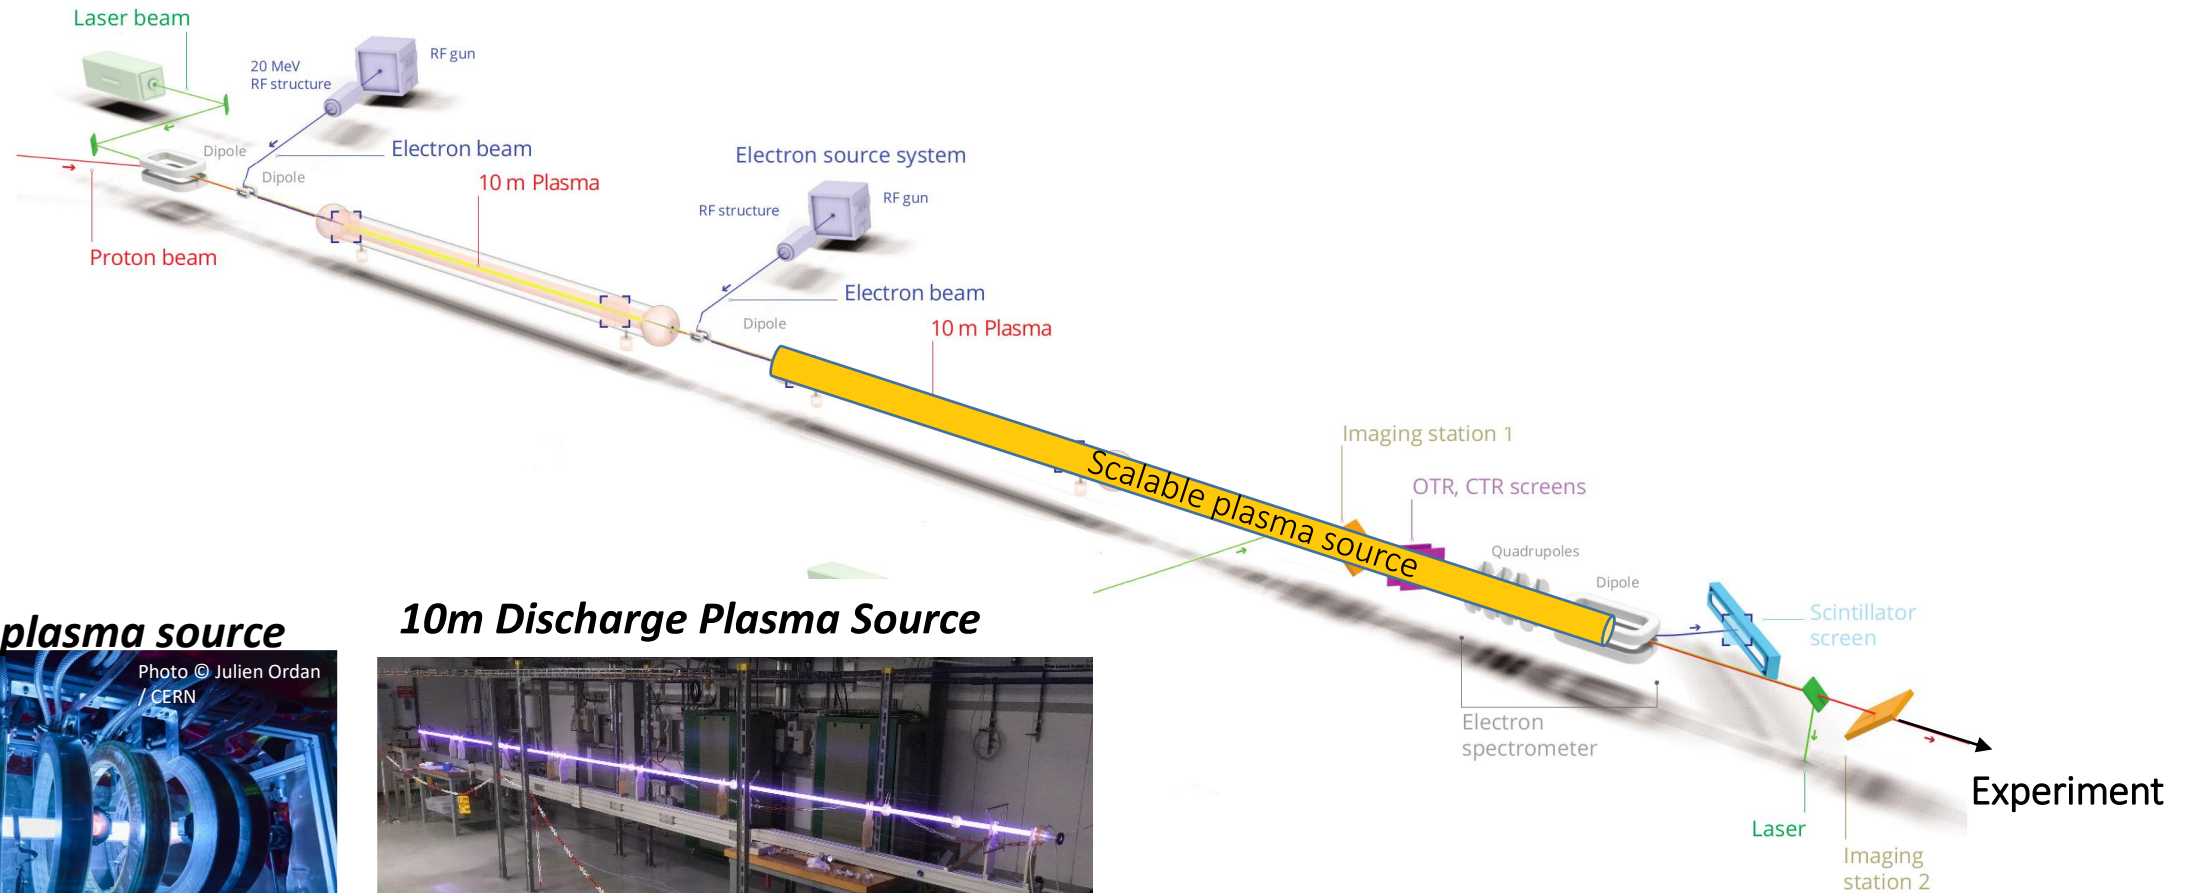 Laser beam
20 MeV
RF structure
RF gun
Dipole
Electron beam
Dipole
10 m Plasma
Proton beam
Electron source system
RF structure
RF gun
Electron beam
Dipole
10 m Plasma
Scalable plasma source
Imaging station 1
OTR, CTR screens
Quadrupoles
Dipole
Scintillator
screen
Electron
spectrometer
Experiment
Laser
Imaging
station 2
plasma source
Photo © Julien Ordan
/ CERN
10m Discharge Plasma Source